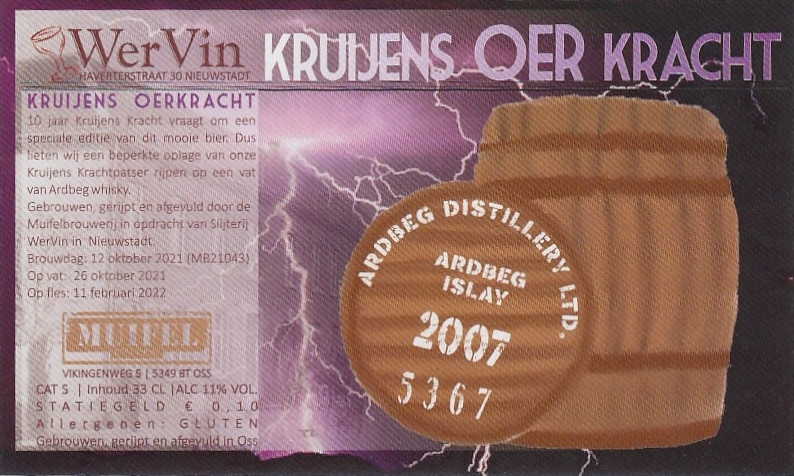 WerVin
HAVERTERSTRAAT 30 NIEUWSTADT
KRUIJENS OER KRACHT
KRUIJENS OERKRACHT
10 jaar Kruijens Kracht vraagt om een
speciale editie van dit mooie bier. Dus
lieten wij een beperkte oplage van onze
Kruijens Krachtpatser rijpen op een vat
van Ardbeg whisky.
Gebrouwen, gerijpt en afgevuld door de
Muifelbrouwerij in opdracht van Slijterij
WerVin in Nieuwstadt.
Brouwdag: 12 oktober 2021 (MB21043)
Op vat: 26 oktober 2021
Op fles: 11 februari 2022
MUIFEL
VIKINGENWEG 5 | 5349 BT OSS
CAT S | Inhoud 33 CL |ALC 11% VOL.
STATIEGELD € 0,10
Allergenen: GLUTEN
Gebrouwen, gerijpt en afgevuld in Oss
ARDBEG DISTILLERY LTD.
ARDBEG
ISLAY
2007
5367